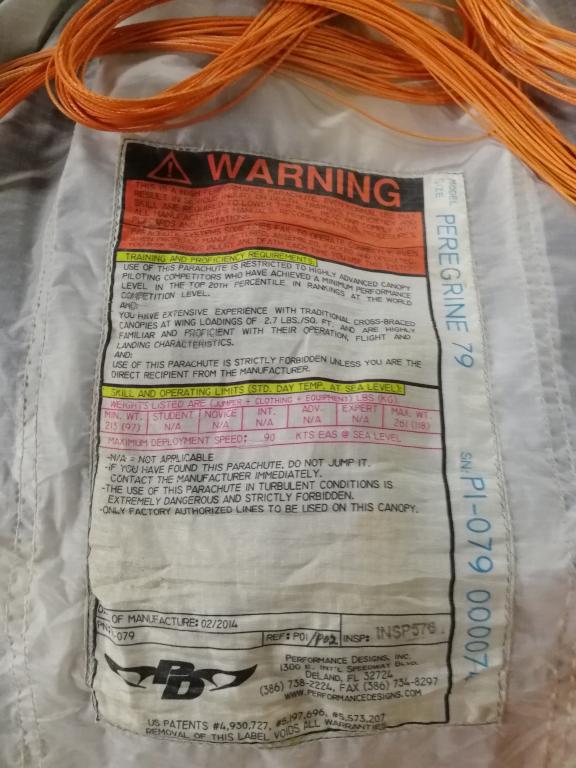 WARNING
TRAINING AND PROFICIENCY REQUIREMENTS:
USE OF THIS PARACHUTE IS RESTRICTED TO HIGHLY ADVANCED CANOPY
PILOTING COMPETITORS WHO HAVE ACHIEVED A MINIMUM PERFORMANCE
LEVEL IN THE TOP 20TH PERCENTILE IN RANKINGS AT THE WORLD
COMPETITION LEVEL.
AND:
YOU HAVE EXTENSIVE EXPERIENCE WITH TRADITIONAL CROSS-BRACED
CANOPIES AT WING LOADINGS OF 2.7 LBS./SQ. FT. AND ARE HIGHLY
FAMILIAR AND PROFICIENT WITH THEIR OPERATION, FLIGHT AND
LANDING CHARACTERISTICS.
AND:
USE OF THIS PARACHUTE IS STRICTLY FORBIDDEN UNLESS YOU ARE THE
DIRECT RECIPIENT FROM THE MANUFACTURER.
SKILL AND OPERATING LIMITS (STD. DAY TEMP. AT SEA LEVEL):
WEIGHTS LISTED ARE (JUMPER + CLOTHING + EQUIPMENT) LBS (KG)
MIN. WT. STUDENT NOVICE INT. ADV. EXPERT MAX. WT.
213 (97) N/A N/A N/A N/A N/A 261 (118)
MAXIMUM DEPLOYMENT SPEED: 90 KTS EAS @ SEA LEVEL
-N/A = NOT APPLICABLE
-IF YOU HAVE FOUND THIS PARACHUTE, DO NOT JUMP IT.
CONTACT THE MANUFACTURER IMMEDIATELY.
-THE USE OF THIS PARACHUTE IN TURBULENT CONDITIONS IS
EXTREMELY DANGEROUS AND STRICTLY FORBIDDEN.
-ONLY FACTORY AUTHORIZED LINES TO BE USED ON THIS CANOPY.
OF MANUFACTURE: 02/2014
-079 REF: P01/P02 INSP: INSP576
PD
PERFORMANCE DESIGNS, INC.
1300 E. INT'L SPEEDWAY BLVD.
DELAND, FL 32724
(386) 738-2224, FAX (386) 734-8297
WWW.PERFORMANCEDESIGNS.COM
US PATENTS #4,930,727, #5,197,696, #5,573,207
REMOVAL OF THIS LABEL VOIDS ALL WARRANTIES
MODEL
SIZE
PEREGRINE 79
SN: PI-079 000074